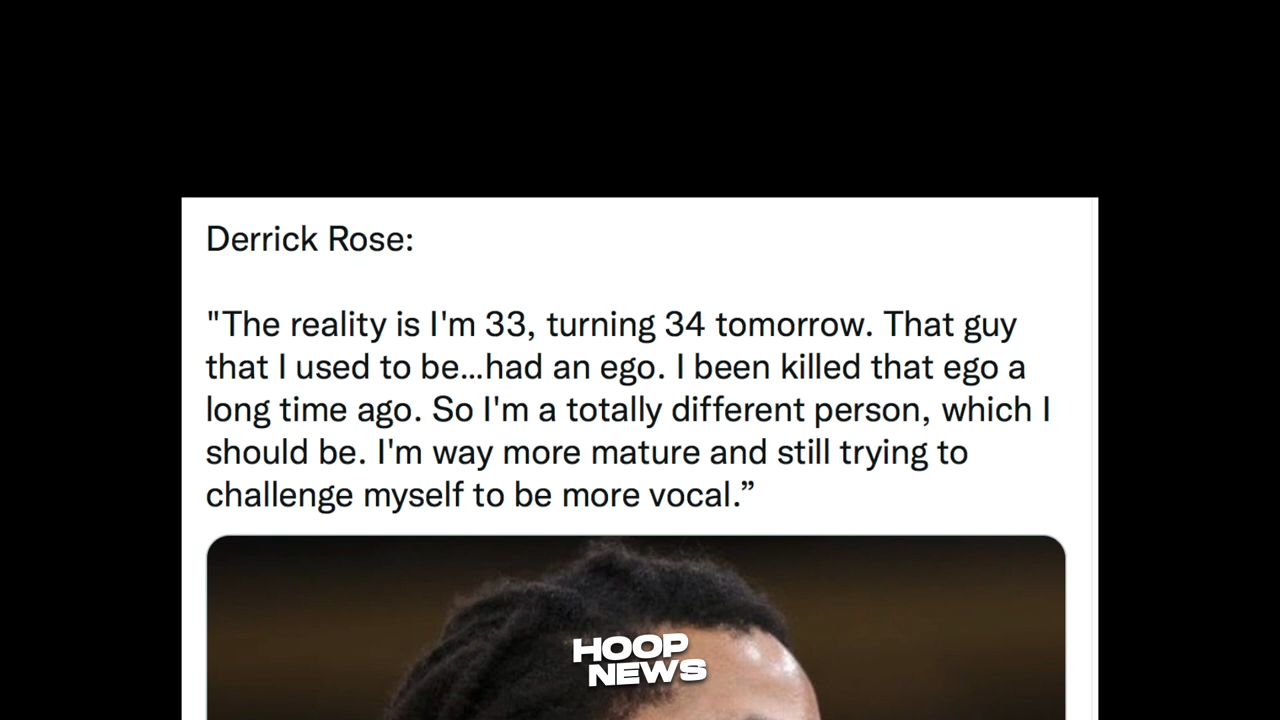 Derrick Rose:
"The reality is I'm 33, turning 34 tomorrow. That guy
that I used to be...had an ego. I been killed that ego a
long time ago. So I'm a totally different person, which I
should be. I'm way more mature and still trying to
challenge myself to be more vocal.”
HOOP
NEWS